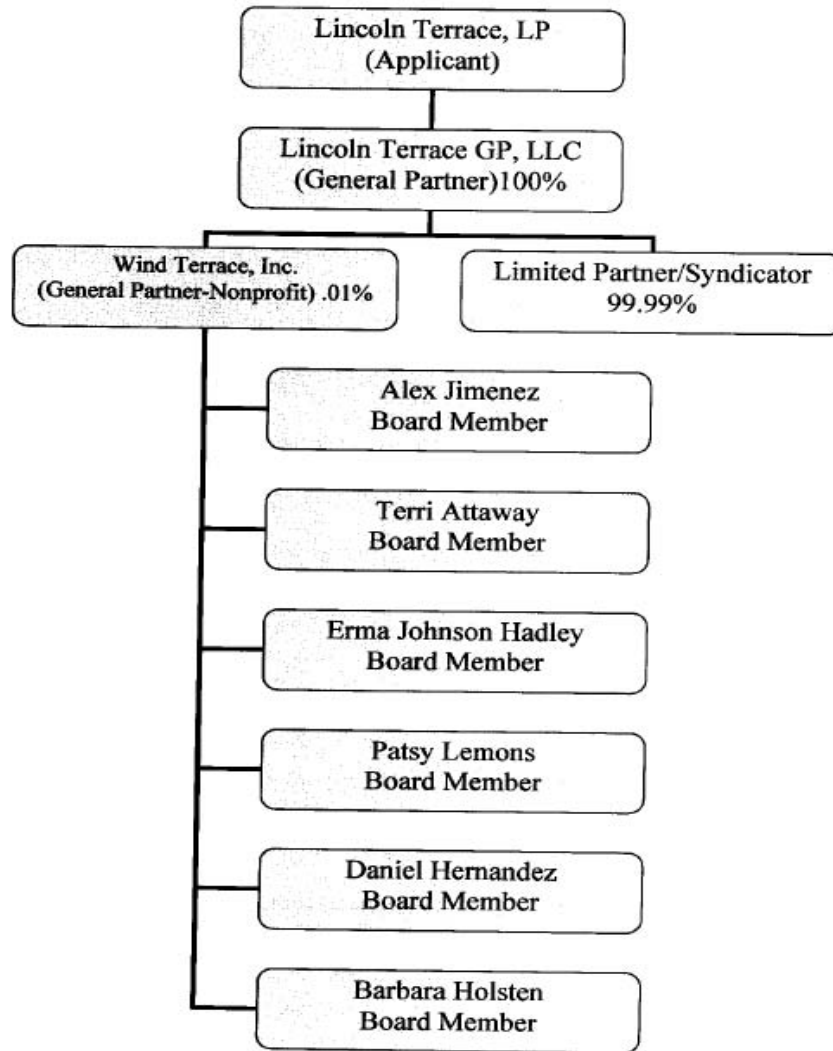 Lincoln Terrace, LP
(Applicant)
Lincoln Terrace GP, LLC
(General Partner)100%
Wind Terrace, Inc.
(General Partner-Nonprofit) .01%
Limited Partner/Syndicator
99.99%
Alex Jimenez
Board Member
Terri Attaway
Board Member
Erma Johnson Hadley
Board Member
Patsy Lemons
Board Member
Daniel Hernandez
Board Member
Barbara Holsten
Board Member